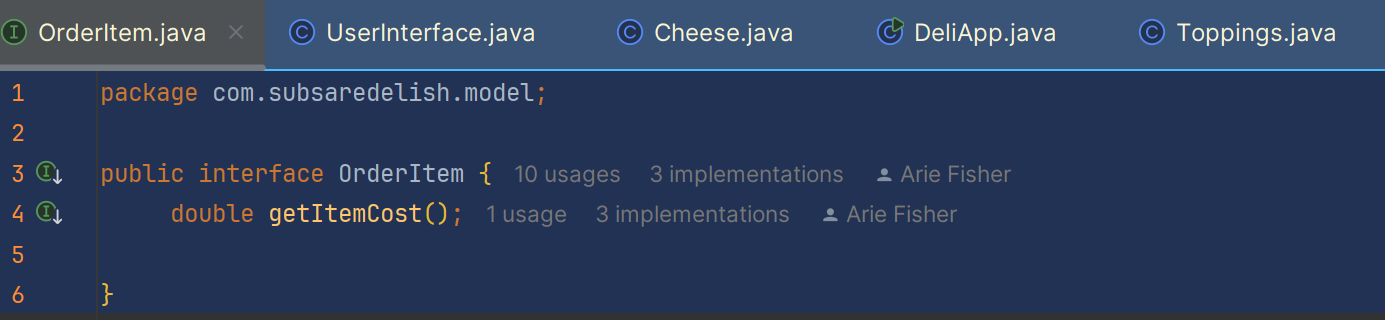 OrderItem.java UserInterface.java Cheese.java DeliApp.java Toppings.java
1 package com.subsaredelish.model;
2
3 public interface OrderItem { 10 usages 3 implementations Arie Fisher
4 double getItemCost(); 1 usage 3 implementations Arie Fisher
5
6 }